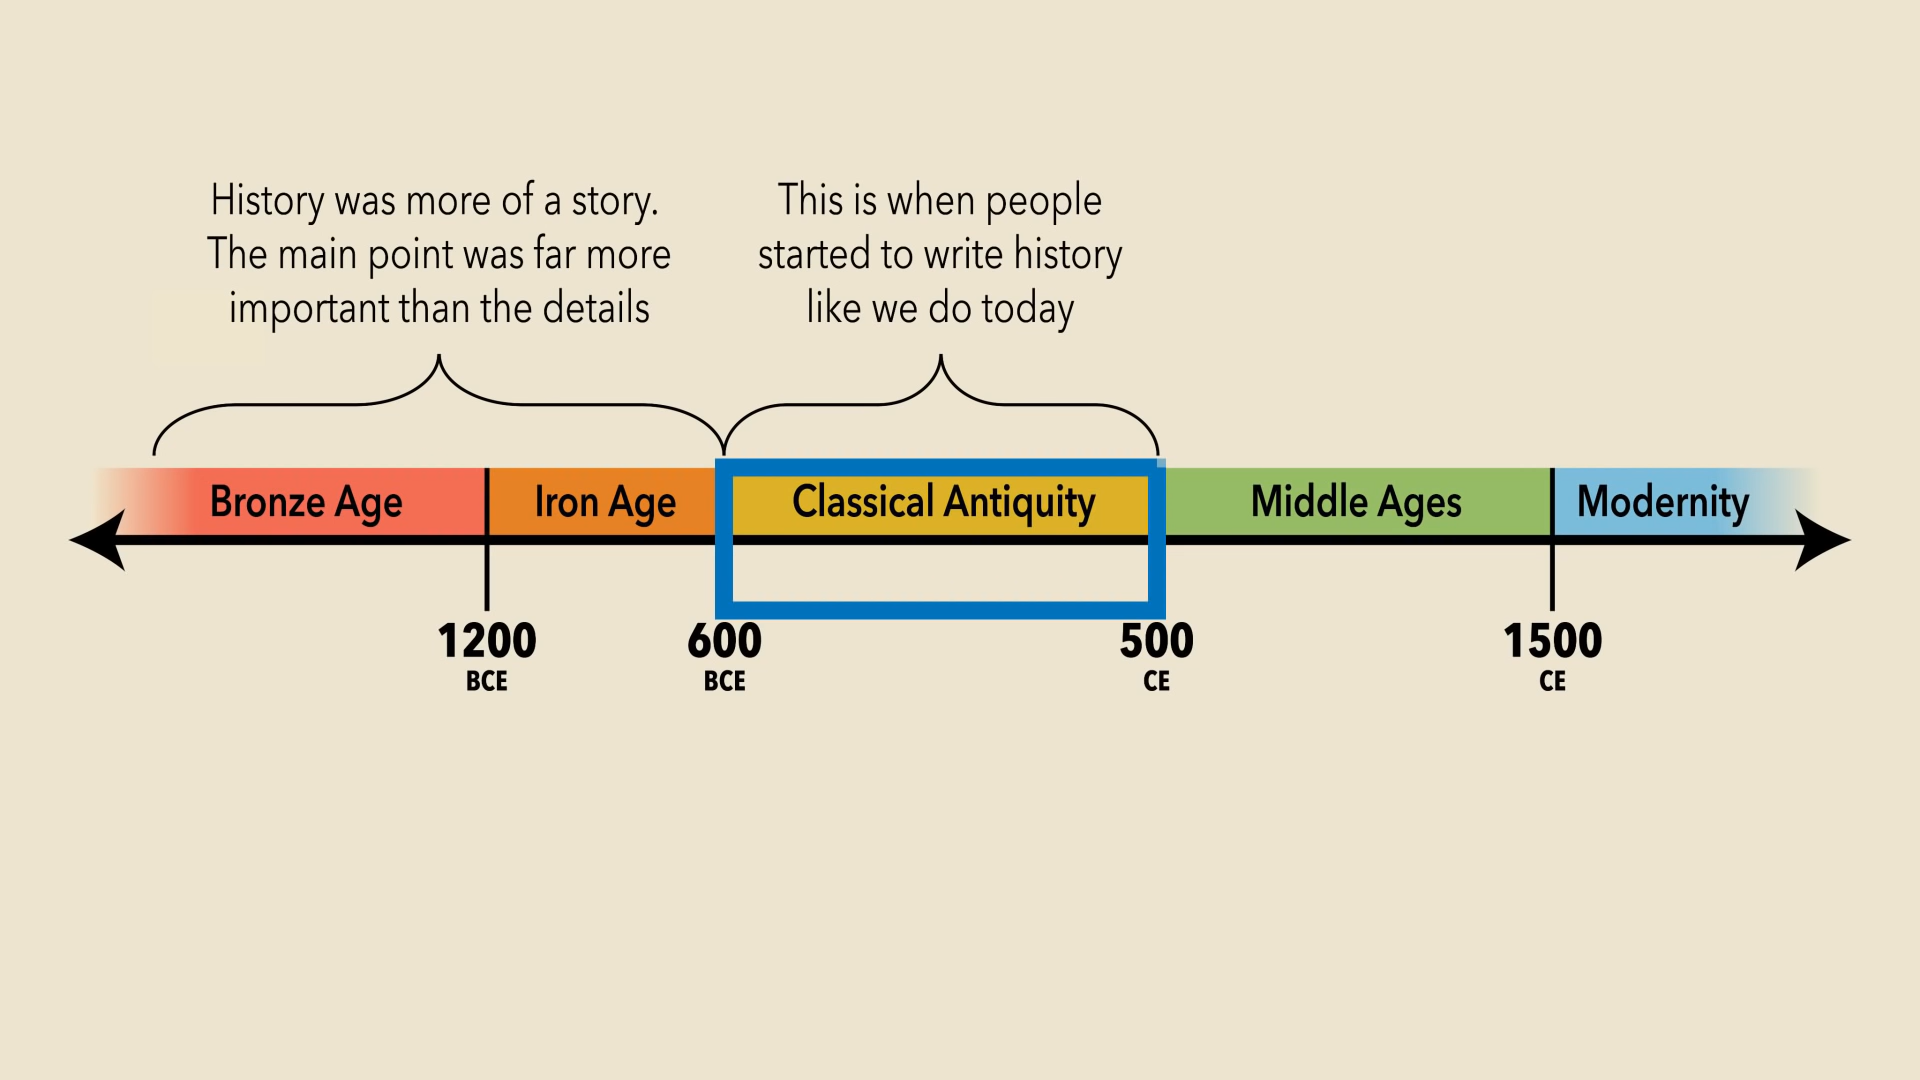 History was more of a story.
The main point was far more
important than the details
This is when people
started to write history
like we do today
Bronze Age
Iron Age
Classical Antiquity
Middle Ages
Modernity
1200
BCE
600
BCE
500
CE
1500
CE